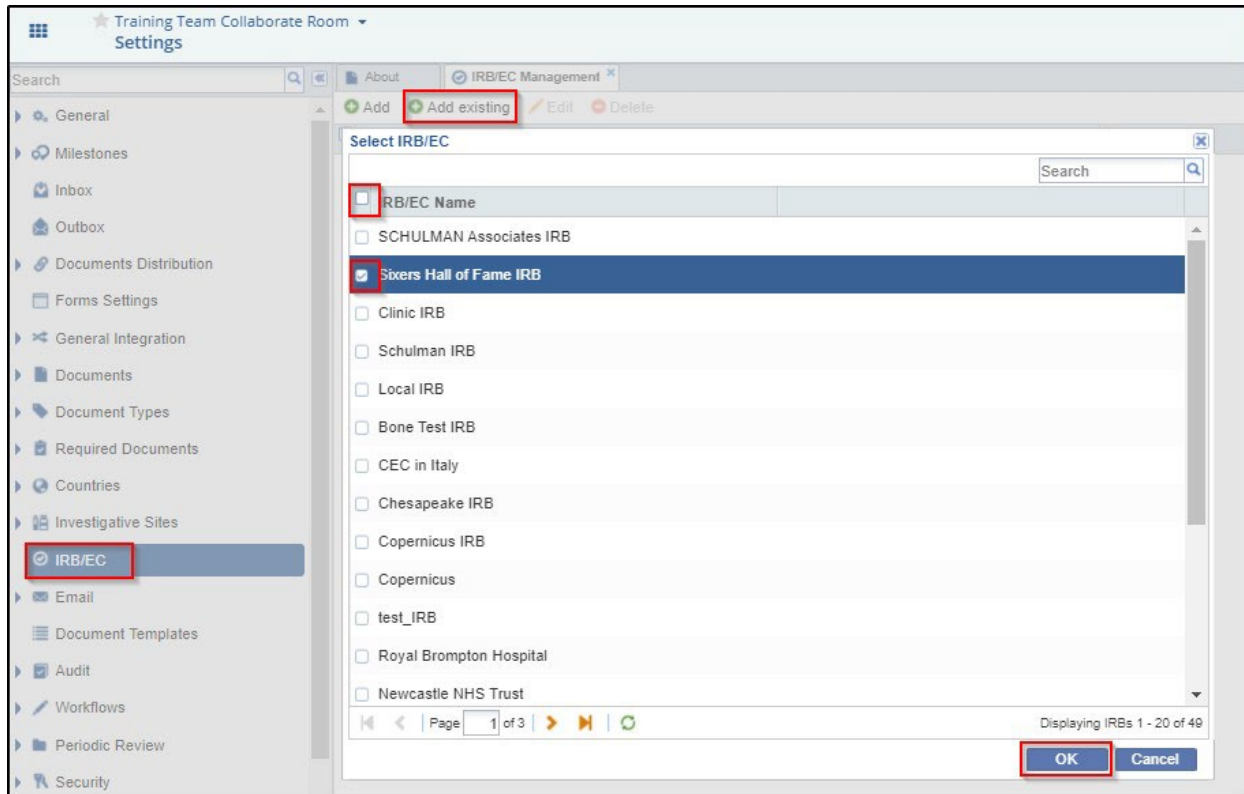 Training Team Collaborate Room
Settings
Search
About
IRB/EC Management
Add
Add existing
Edit
Delete
General
Milestones
Inbox
Outbox
Documents Distribution
Forms Settings
General Integration
Documents
Document Types
Required Documents
Countries
Investigative Sites
IRB/EC
Email
Document Templates
Audit
Workflows
Periodic Review
Security
Select IRB/EC
Search
RB/EC Name
SCHULMAN Associates IRB
Sixers Hall of Fame IRB
Clinic IRB
Schulman IRB
Local IRB
Bone Test IRB
CEC in Italy
Chesapeake IRB
Copernicus IRB
Copernicus
test_IRB
Royal Brompton Hospital
Newcastle NHS Trust
Page 1 of 3
Displaying IRBs 1 - 20 of 49
OK
Cancel